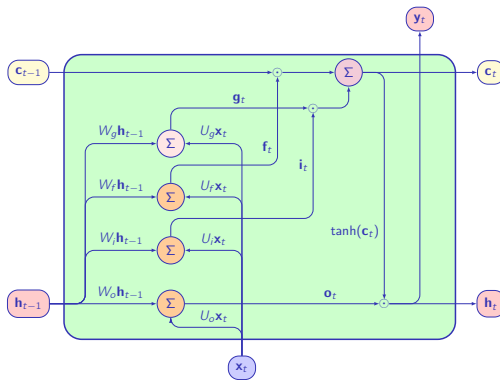 y_t
c_{t−1}
Σ
c_t
g_t
W_g h_{t−1}
U_g x_t
Σ
f_t
i_t
W_f h_{t−1}
U_f x_t
Σ
W_i h_{t−1}
U_i x_t
Σ
tanh(c_t)
h_{t−1}
W_o h_{t−1}
Σ
o_t
h_t
U_o x_t
x_t